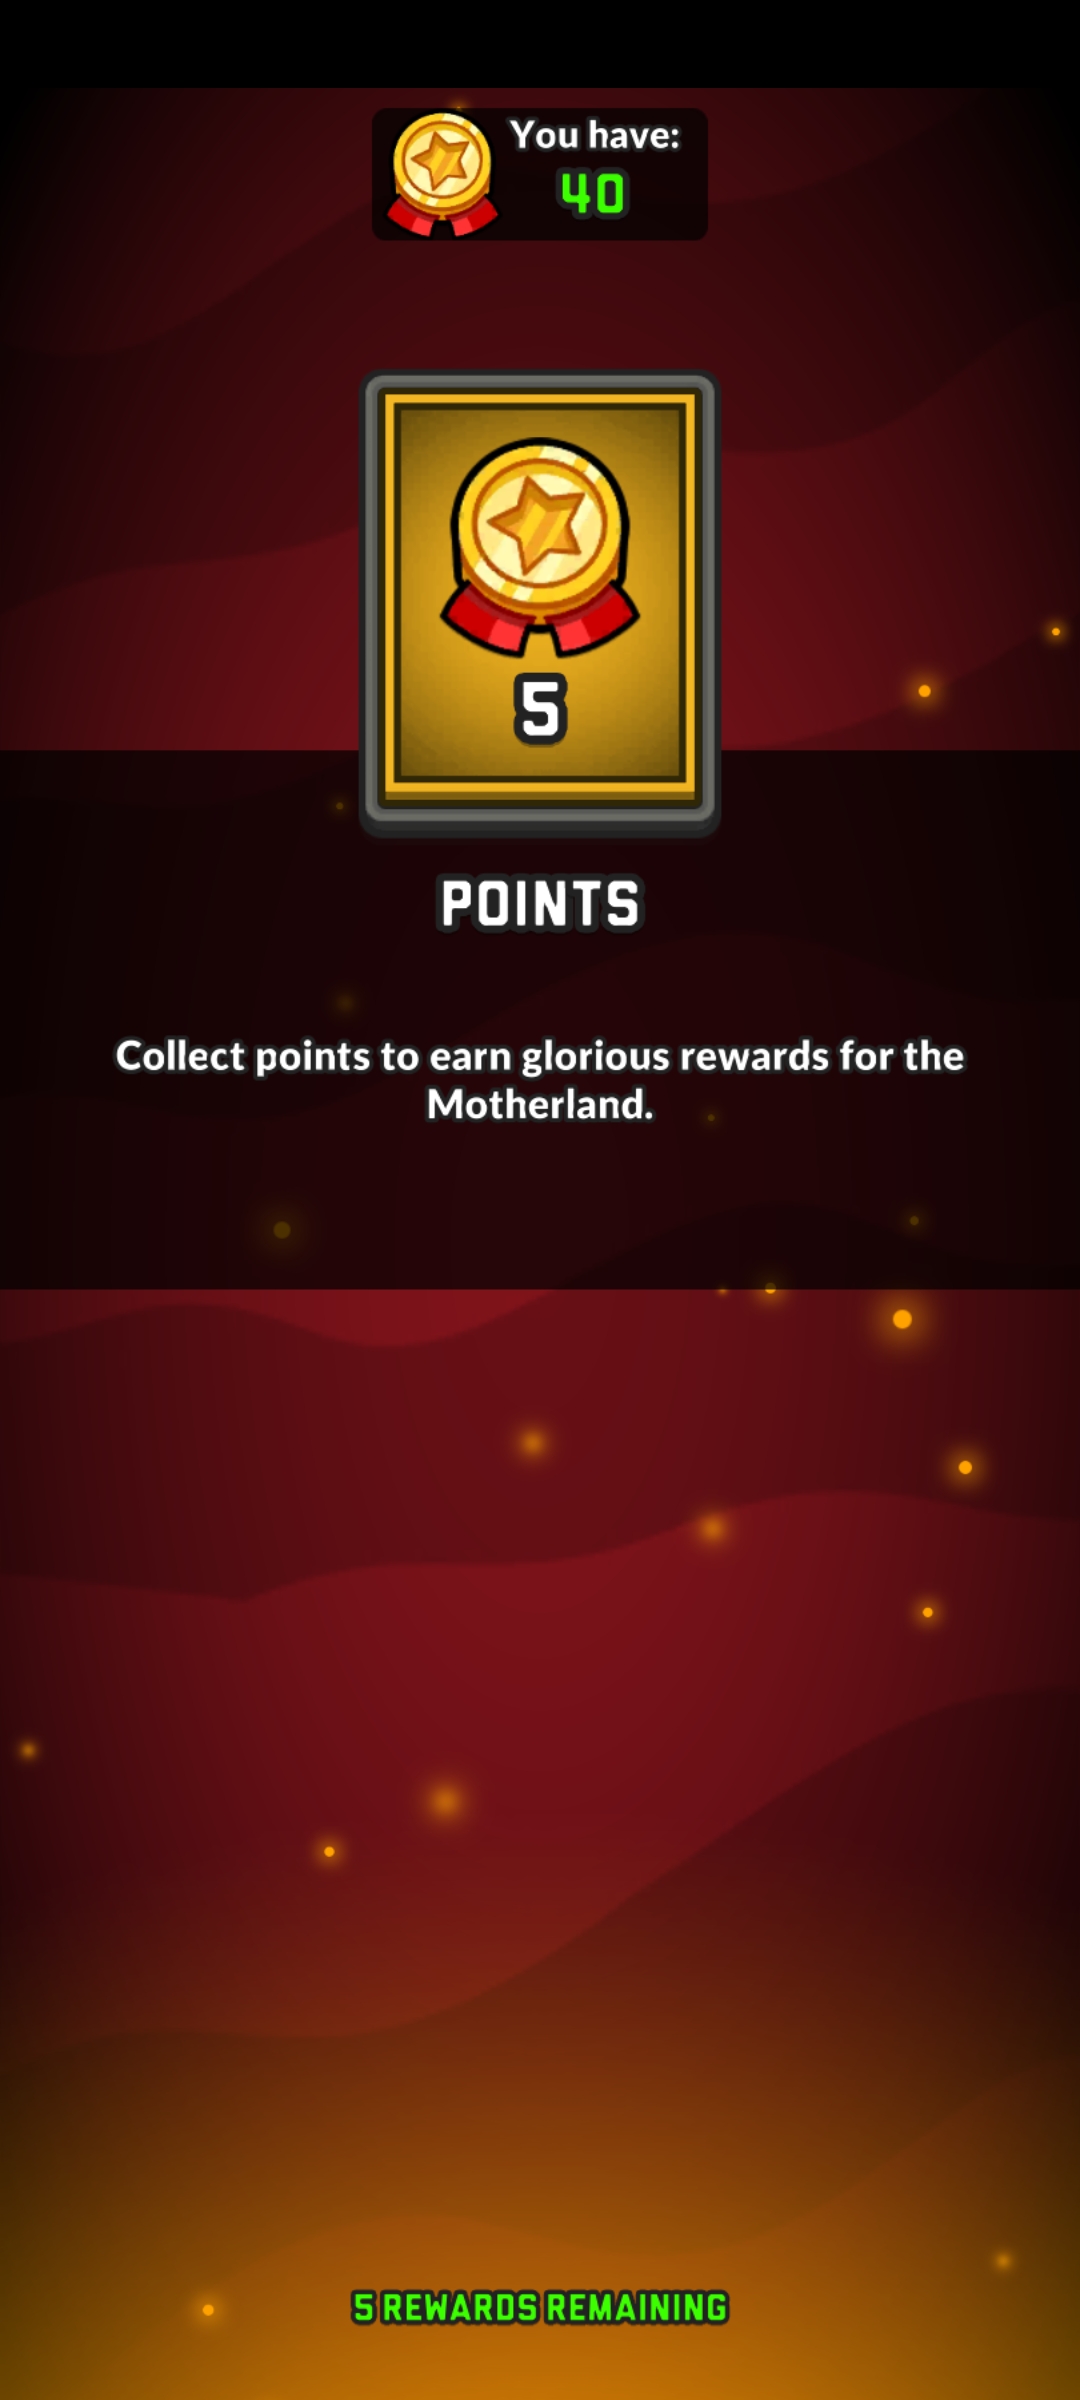 You have:
40
5
POINTS
Collect points to earn glorious rewards for the
Motherland.
5 REWARDS REMAINING